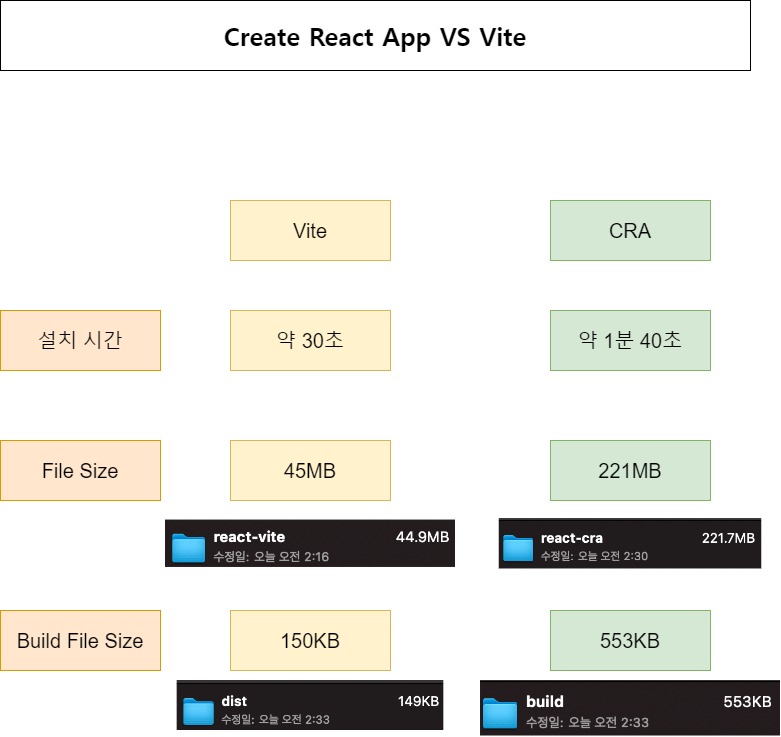 Create React App VS Vite
Vite
CRA
설치 시간
약 30초
약 1분 40초
File Size
45MB
221MB
react-vite
44.9MB
수정일: 오늘 오전 2:16
react-cra
221.7MB
수정일: 오늘 오전 2:30
Build File Size
150KB
553KB
dist
149KB
수정일: 오늘 오전 2:33
build
553KB
수정일: 오늘 오전 2:33